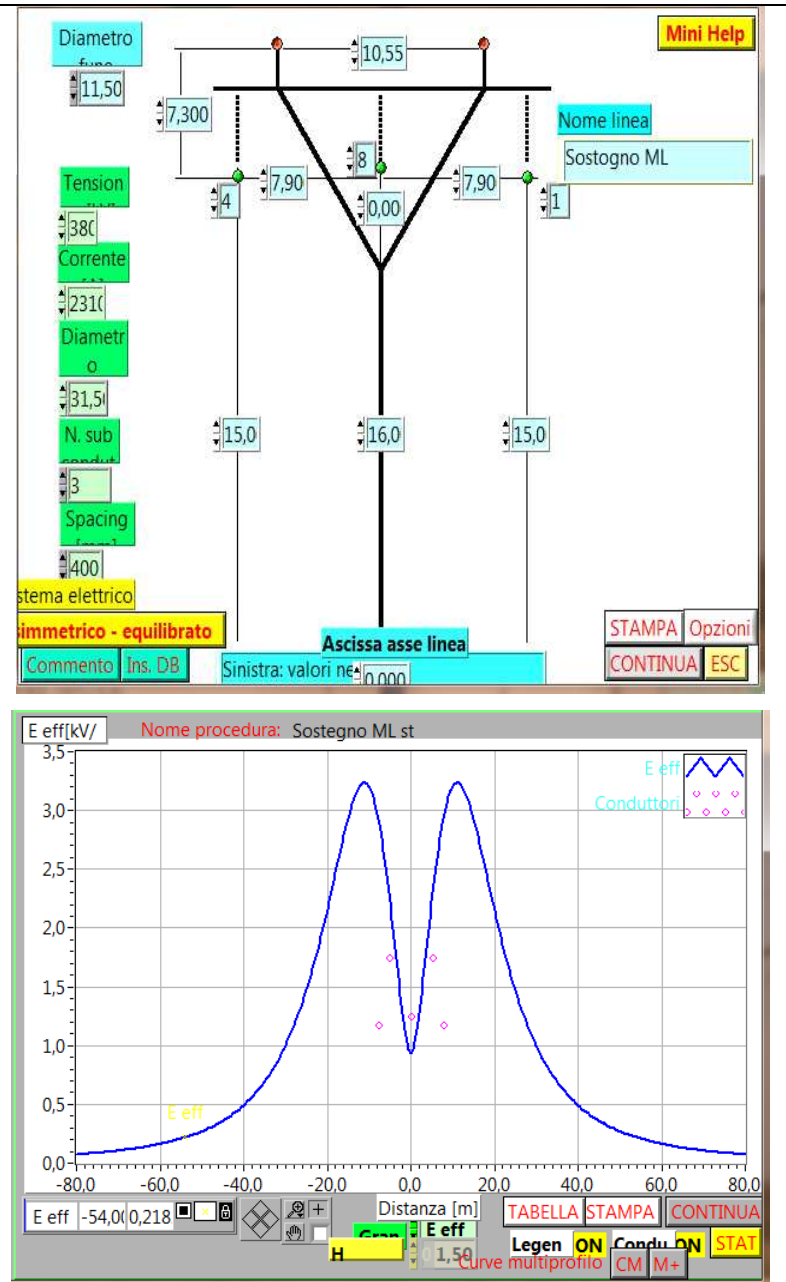 Diametro
11,50
10,55
Mini Help
7,300
Nome linea
Sostogno ML
8
7,90
7,90
4
0,00
1
Tension
380
Corrente
2310
Diametr
o
31,5
N. sub
15,0
16,0
15,0
3
Spacing
400
stema elettrico
simmetrico - equilibrato
Ascissa asse linea
STAMPA Opzioni
Commento Ins. DB
Sinistra: valori ne
0,000
CONTINUA ESC
E eff[kV/
Nome procedura: Sostegno ML st
3,5
3,0
2,5
2,0
1,5
1,0
0,5
0,0
E eff
Conduttori
E eff
-80,0 -60,0 -40,0 -20,0 0,0 20,0 40,0 60,0 80,0
Distanza [m]
E eff -54,0 0,218
TABELLA STAMPA CONTINUA
E eff
H
0 1,50
Legen ON Condu ON STAT
Curve multiprofilo CM M+